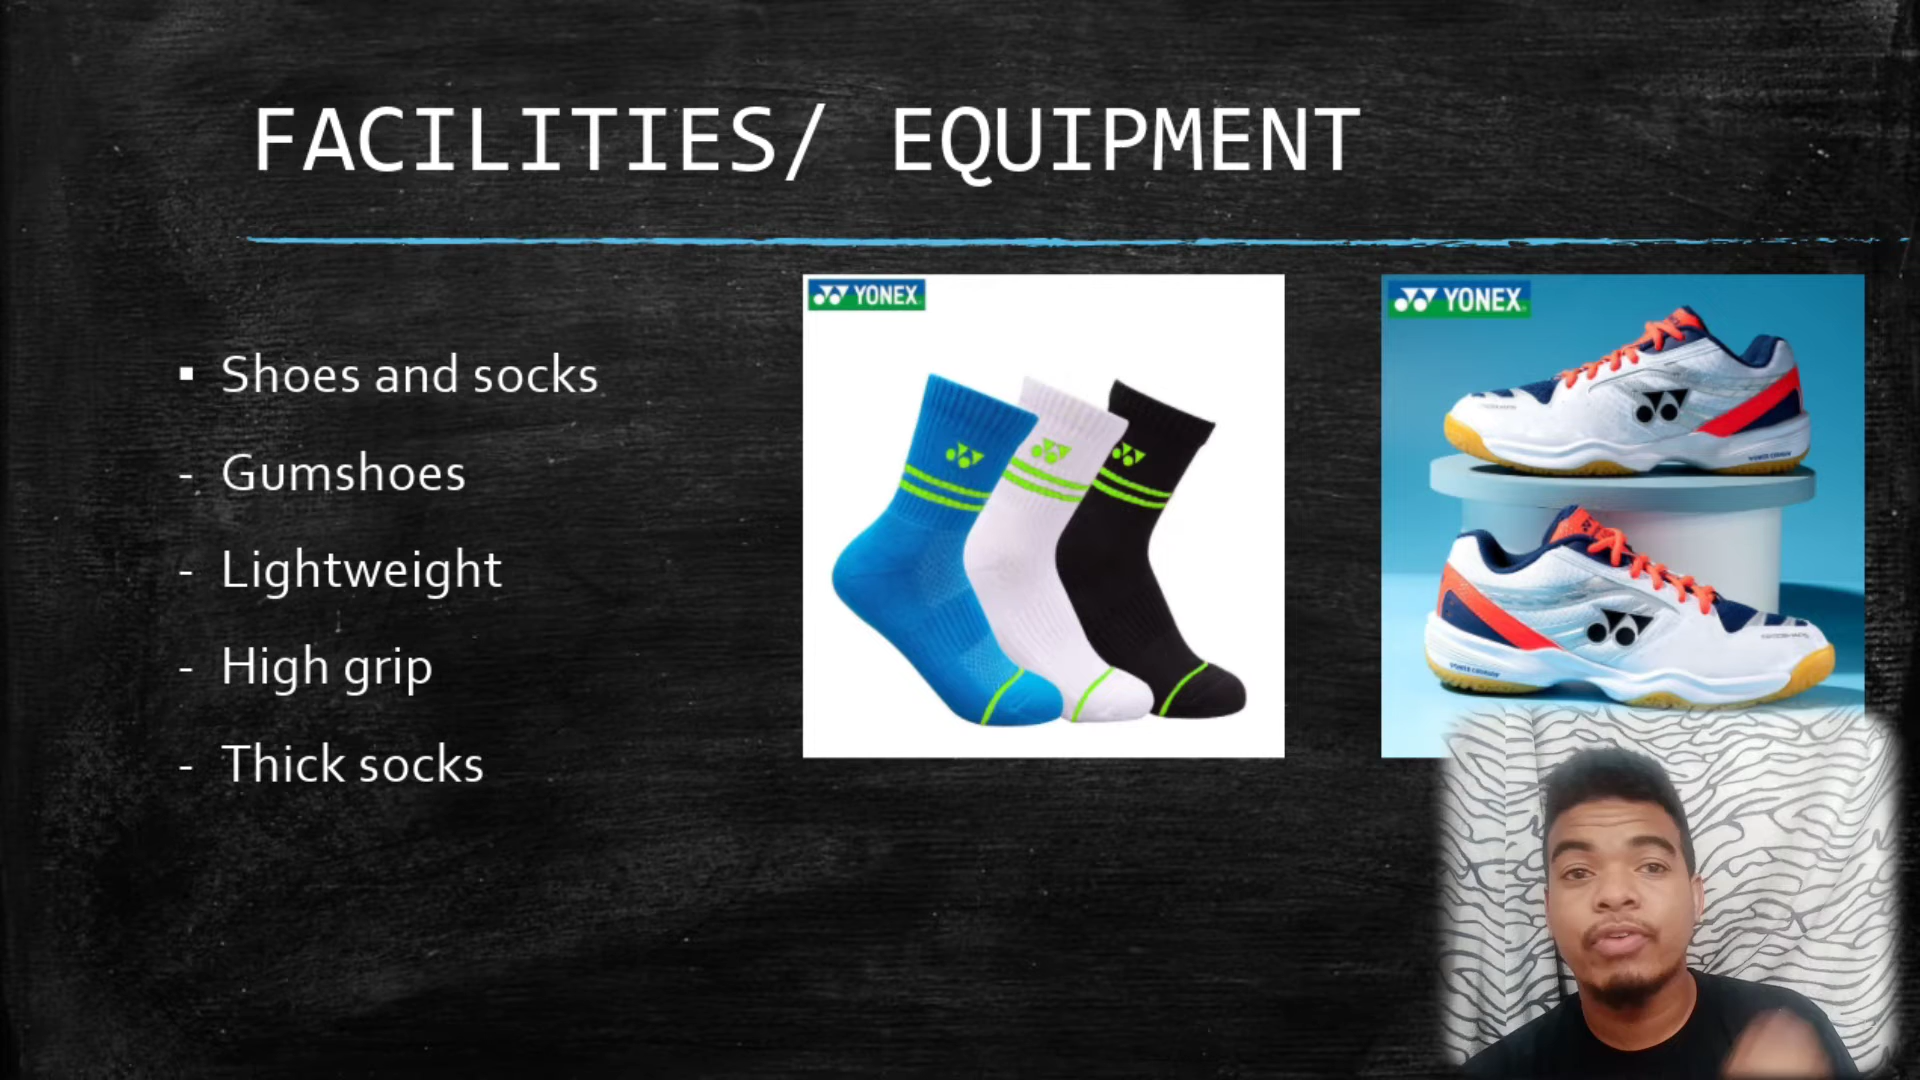 FACILITIES/ EQUIPMENT
YONEX
YONEX
▪ Shoes and socks
- Gumshoes
- Lightweight
- High grip
- Thick socks